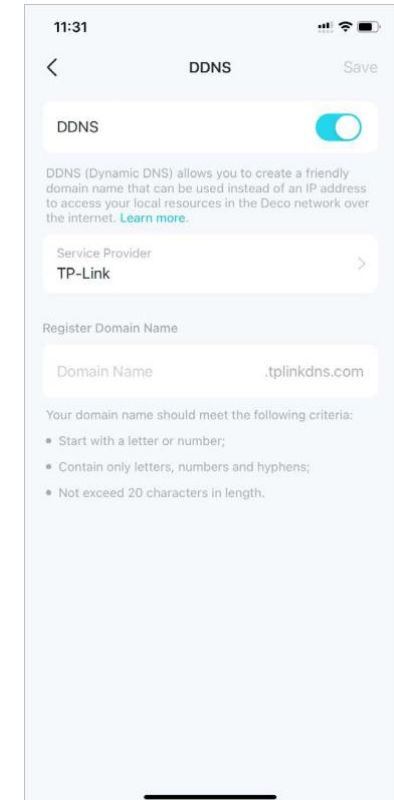 11:31
DDNS
Save
DDNS
DDNS (Dynamic DNS) allows you to create a friendly
domain name that can be used instead of an IP address
to access your local resources in the Deco network over
the internet. Learn more.
Service Provider
TP-Link
Register Domain Name
Domain Name .tplinkdns.com
Your domain name should meet the following criteria:
• Start with a letter or number;
• Contain only letters, numbers and hyphens;
• Not exceed 20 characters in length.